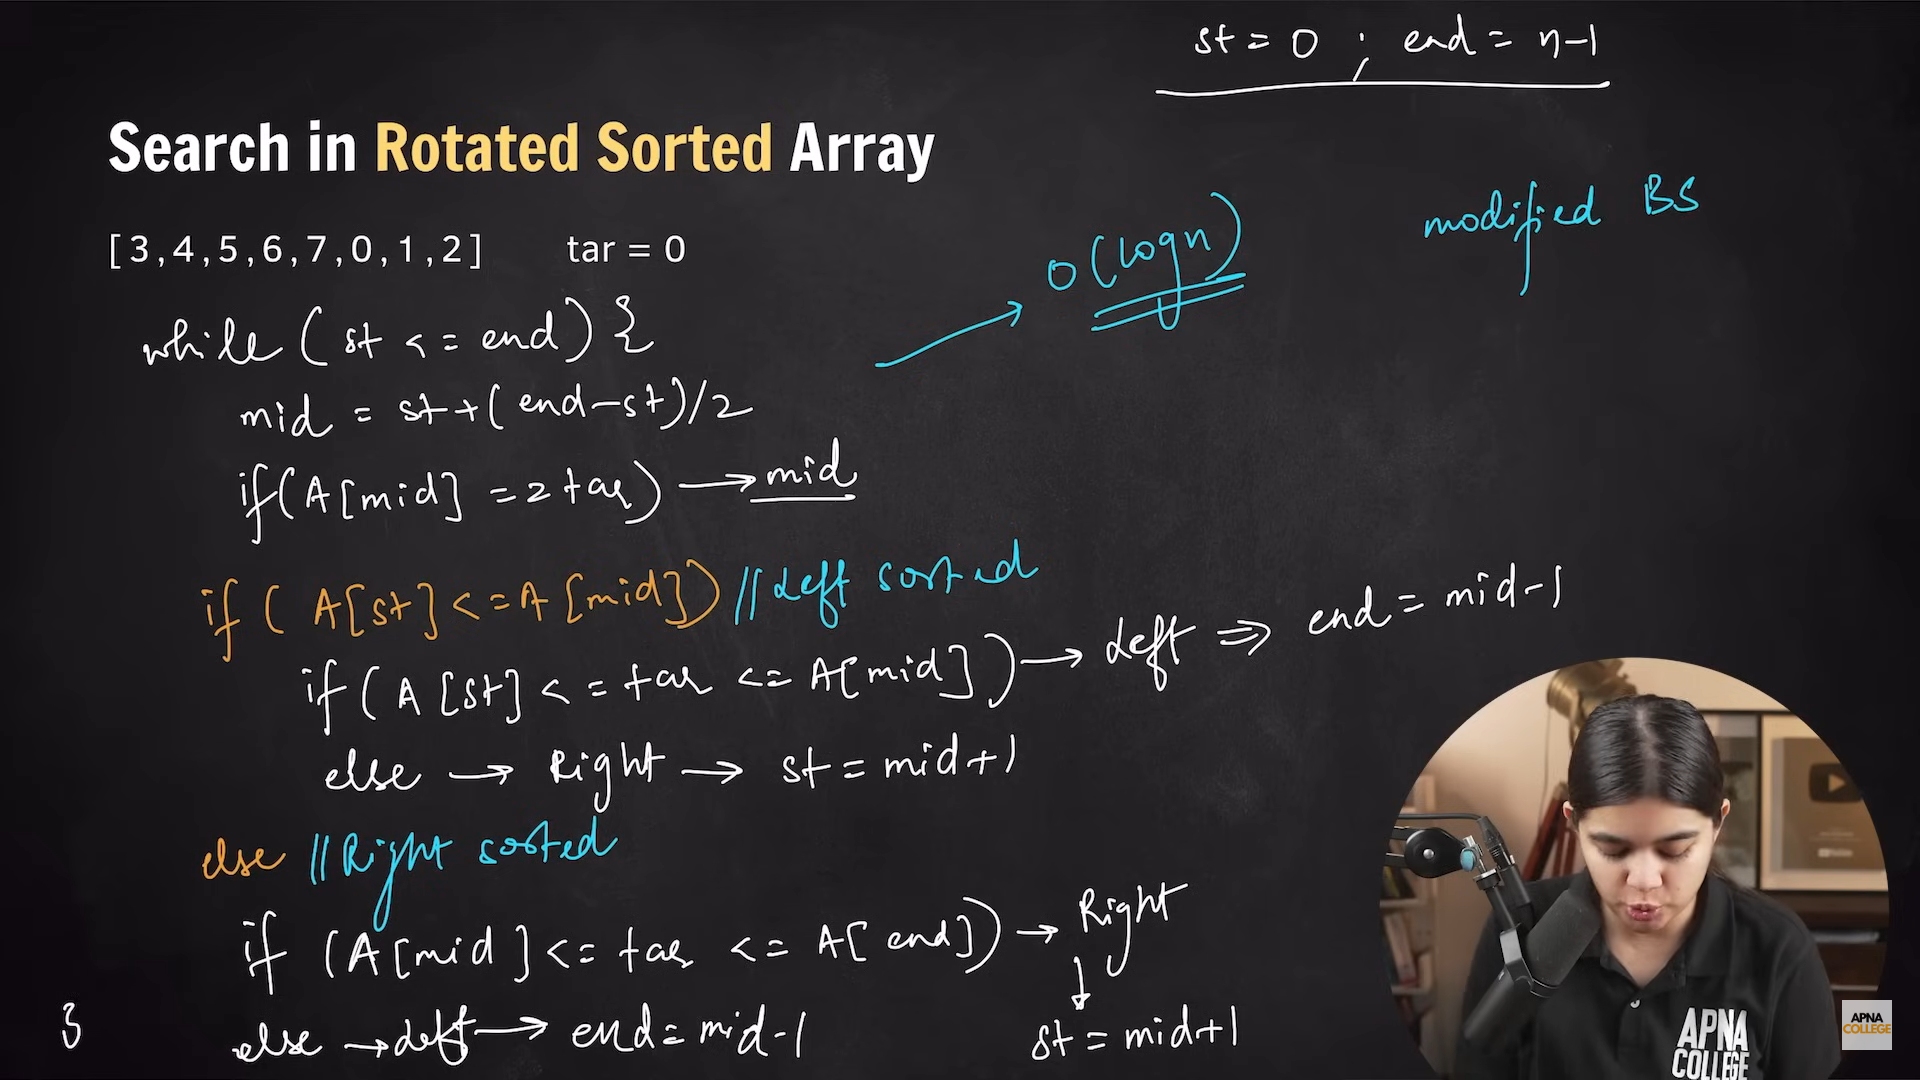 st = 0 ; end = n-1
Search in Rotated Sorted Array
[3,4,5,6,7,0,1,2] tar = 0
O(logn)
modified BS
while ( st <= end) {
mid = st+(end-st)/2
if(A[mid] == tar) → mid
if ( A[st] <= A[mid]) // Left sorted
if (A [st] <= tar <= A[mid]) → Left ⇒ end = mid-1
else → Right → st = mid+1
else // Right sorted
if (A[mid] <= tar <= A[end]) → Right
↓
st = mid+1
else → Left → end = mid-1
}
APNA
COLLEGE
APNA
COLLEGE